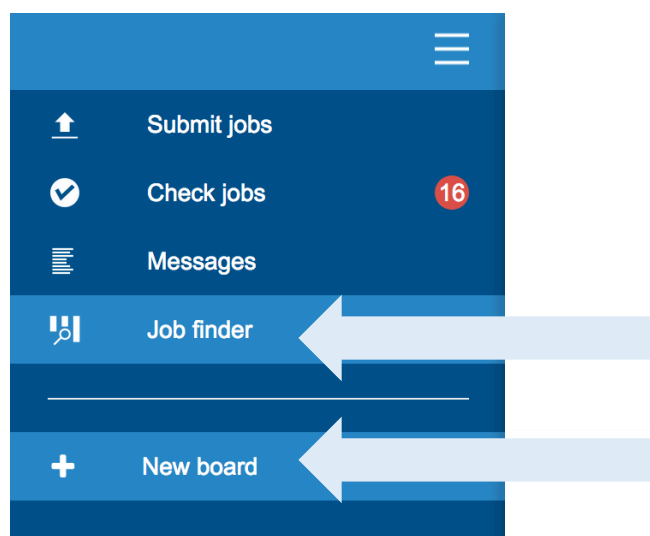 Submit jobs
Check jobs 16
Messages
Job finder
New board